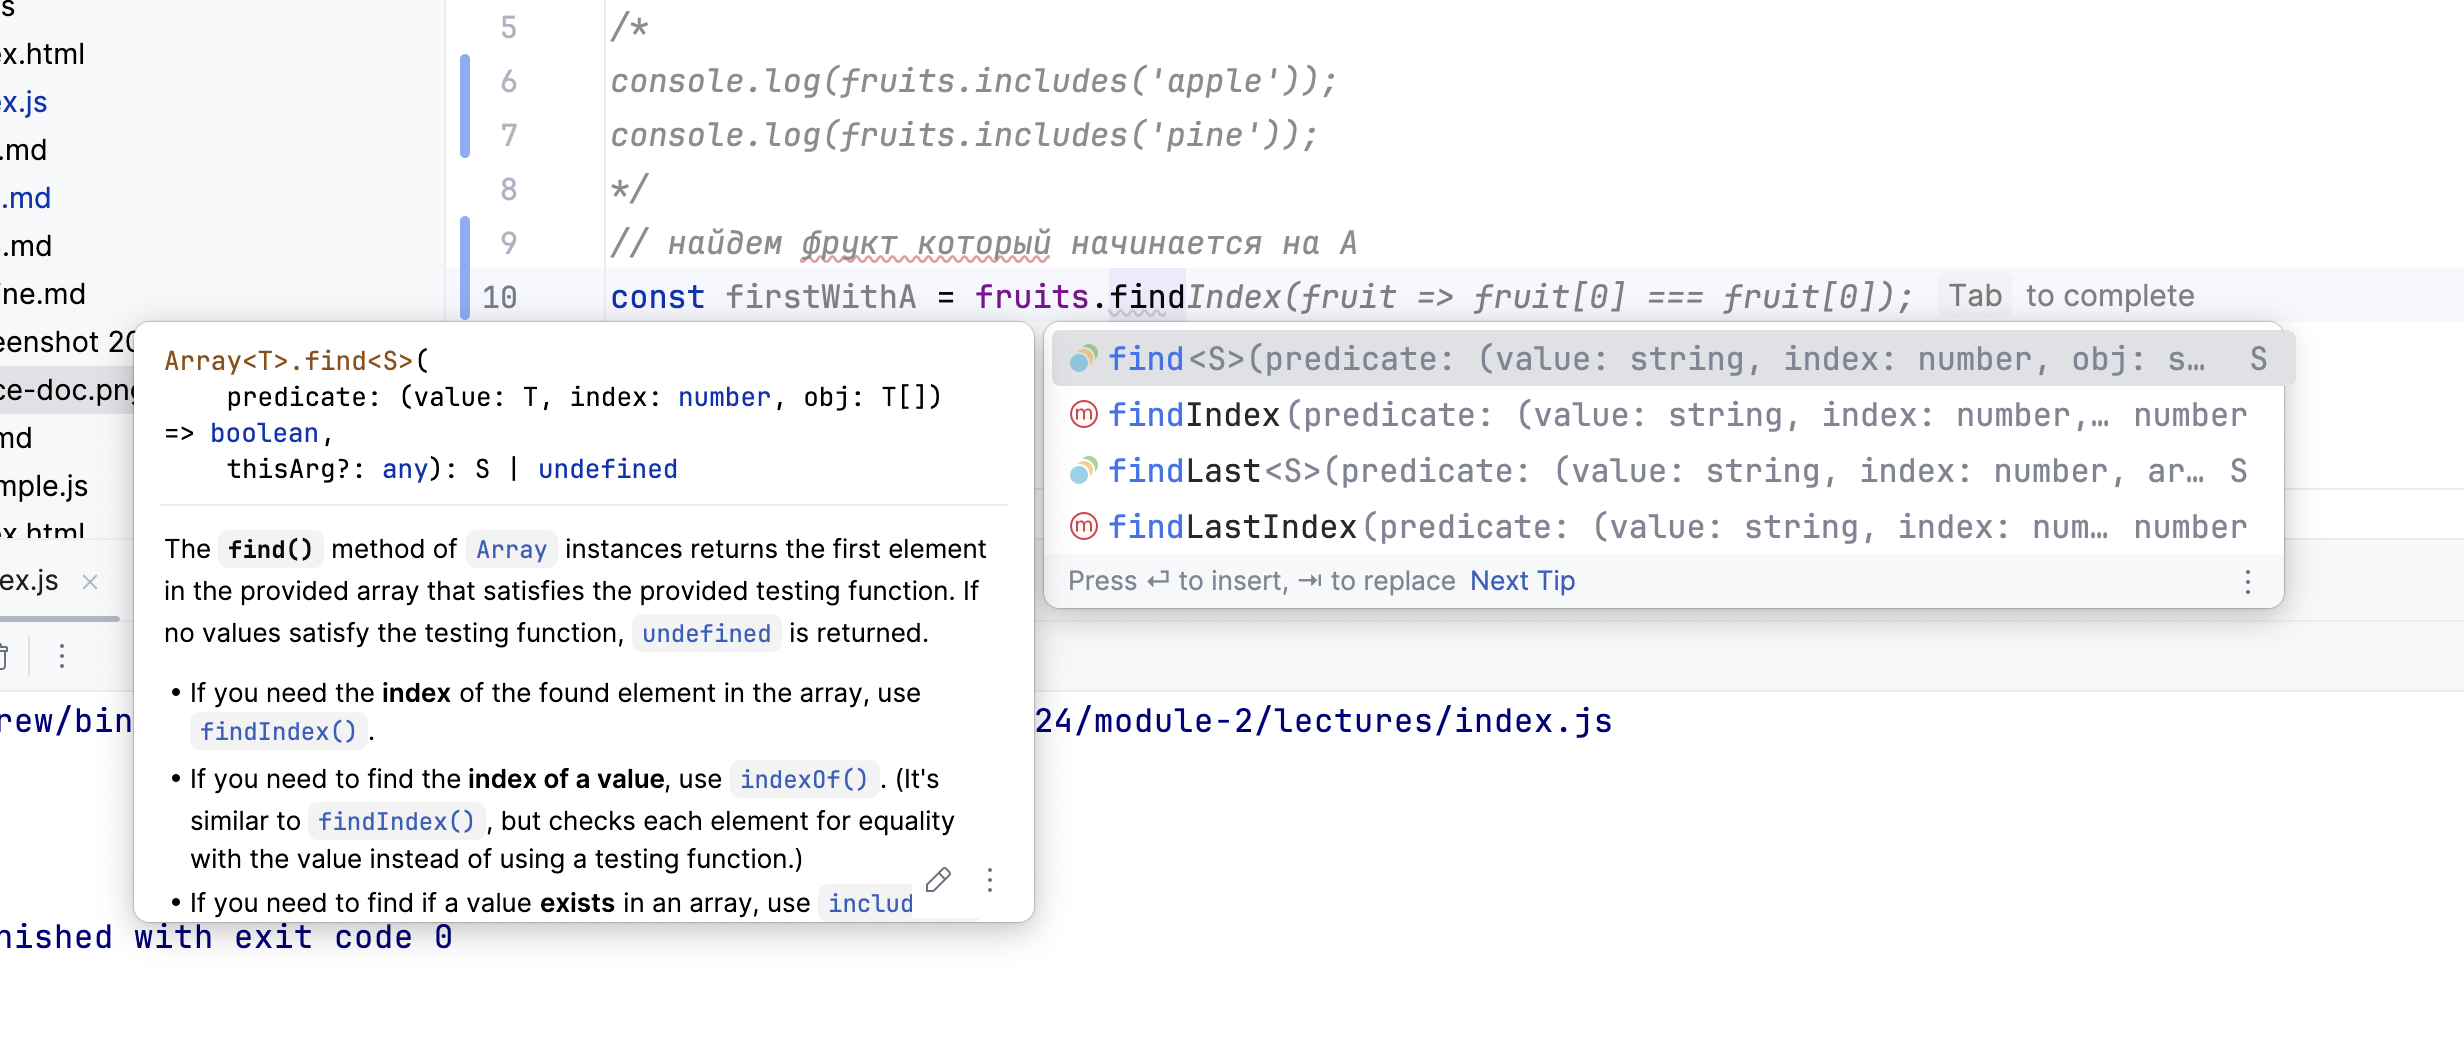 s
ex.html
ex.js
.md
.md
.md
ine.md
eenshot 20
ce-doc.png
md
mple.js
ex.html
5 /*
6 console.log(fruits.includes('apple'));
7 console.log(fruits.includes('pine'));
8 */
9 // найдем фрукт который начинается на А
10 const firstWithA = fruits.findIndex(fruit => fruit[0] === fruit[0]); Tab to complete
Array<T>.find<S>(
predicate: (value: T, index: number, obj: T[])
=> boolean,
thisArg?: any): S | undefined
The find() method of Array instances returns the first element
in the provided array that satisfies the provided testing function. If
no values satisfy the testing function, undefined is returned.
• If you need the index of the found element in the array, use
findIndex().
• If you need to find the index of a value, use indexOf(). (It's
similar to findIndex(), but checks each element for equality
with the value instead of using a testing function.)
• If you need to find if a value exists in an array, use includ
find<S>(predicate: (value: string, index: number, obj: s… S
findIndex(predicate: (value: string, index: number,… number
findLast<S>(predicate: (value: string, index: number, ar… S
findLastIndex(predicate: (value: string, index: num… number
Press ↵ to insert, ⇥ to replace Next Tip
ex.js ×
rew/bin
24/module-2/lectures/index.js
nished with exit code 0